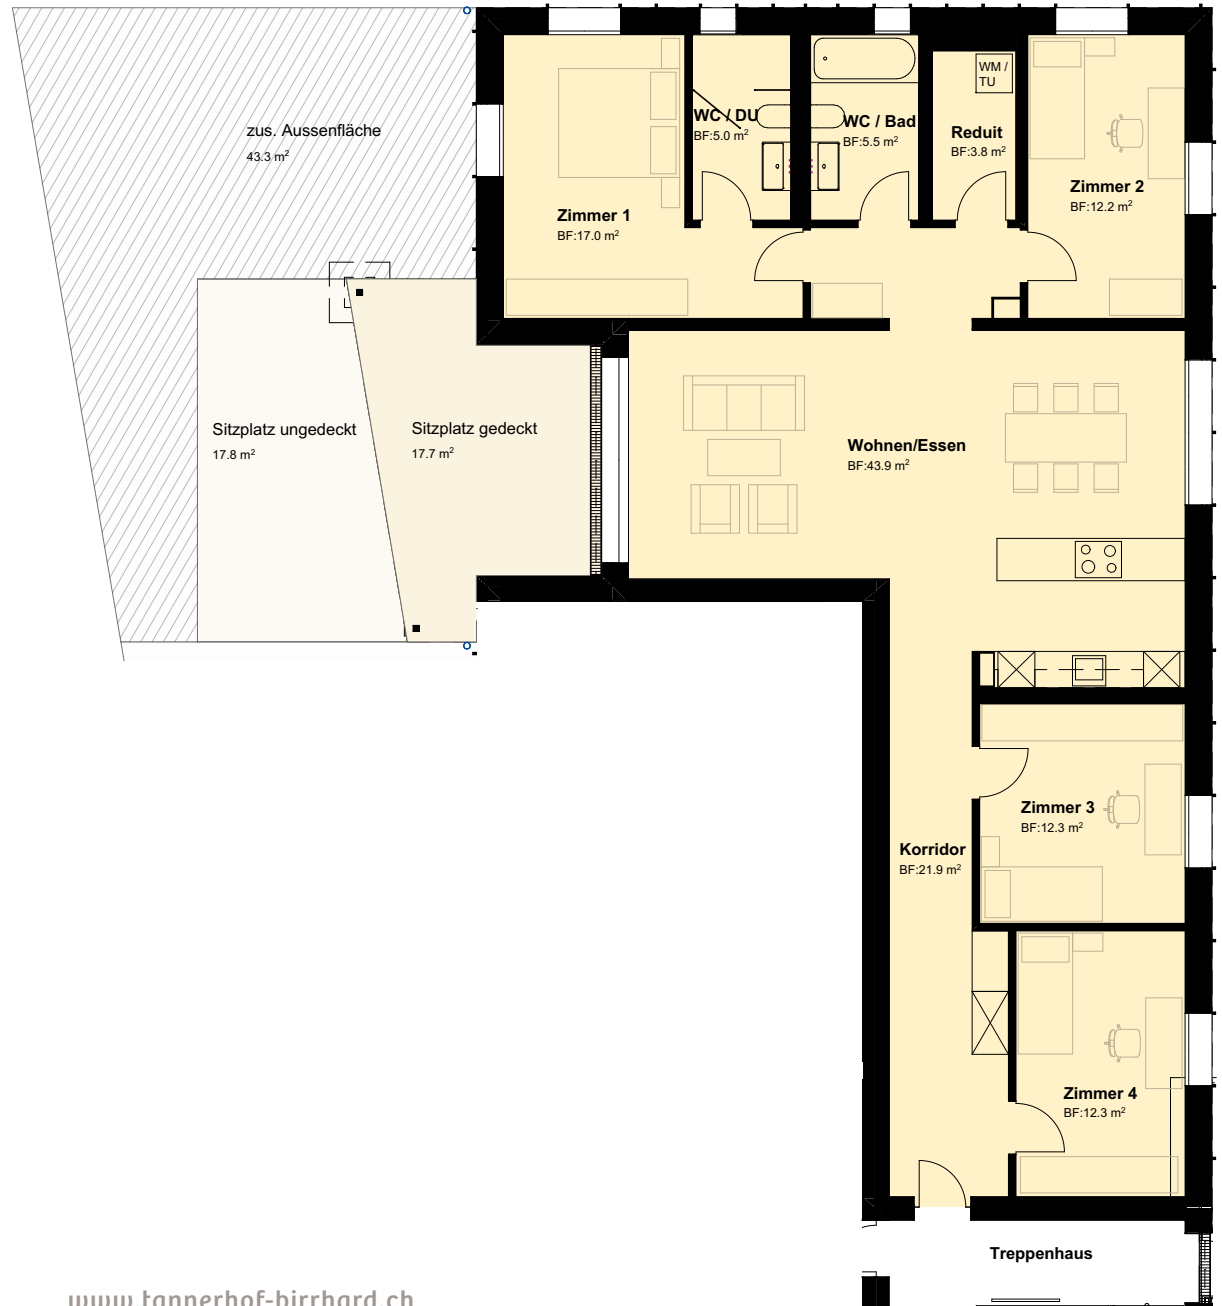 zus. Aussenfläche
43.3 m²
WC / DU
BF:5.0 m²
WC / Bad
BF:5.5 m²
WM /
TU
Reduit
BF:3.8 m²
Zimmer 2
BF:12.2 m²
Zimmer 1
BF:17.0 m²
Sitzplatz ungedeckt
17.8 m²
Sitzplatz gedeckt
17.7 m²
Wohnen/Essen
BF:43.9 m²
Zimmer 3
BF:12.3 m²
Korridor
BF:21.9 m²
Zimmer 4
BF:12.3 m²
Treppenhaus
www.tannerhof-birrhard.ch